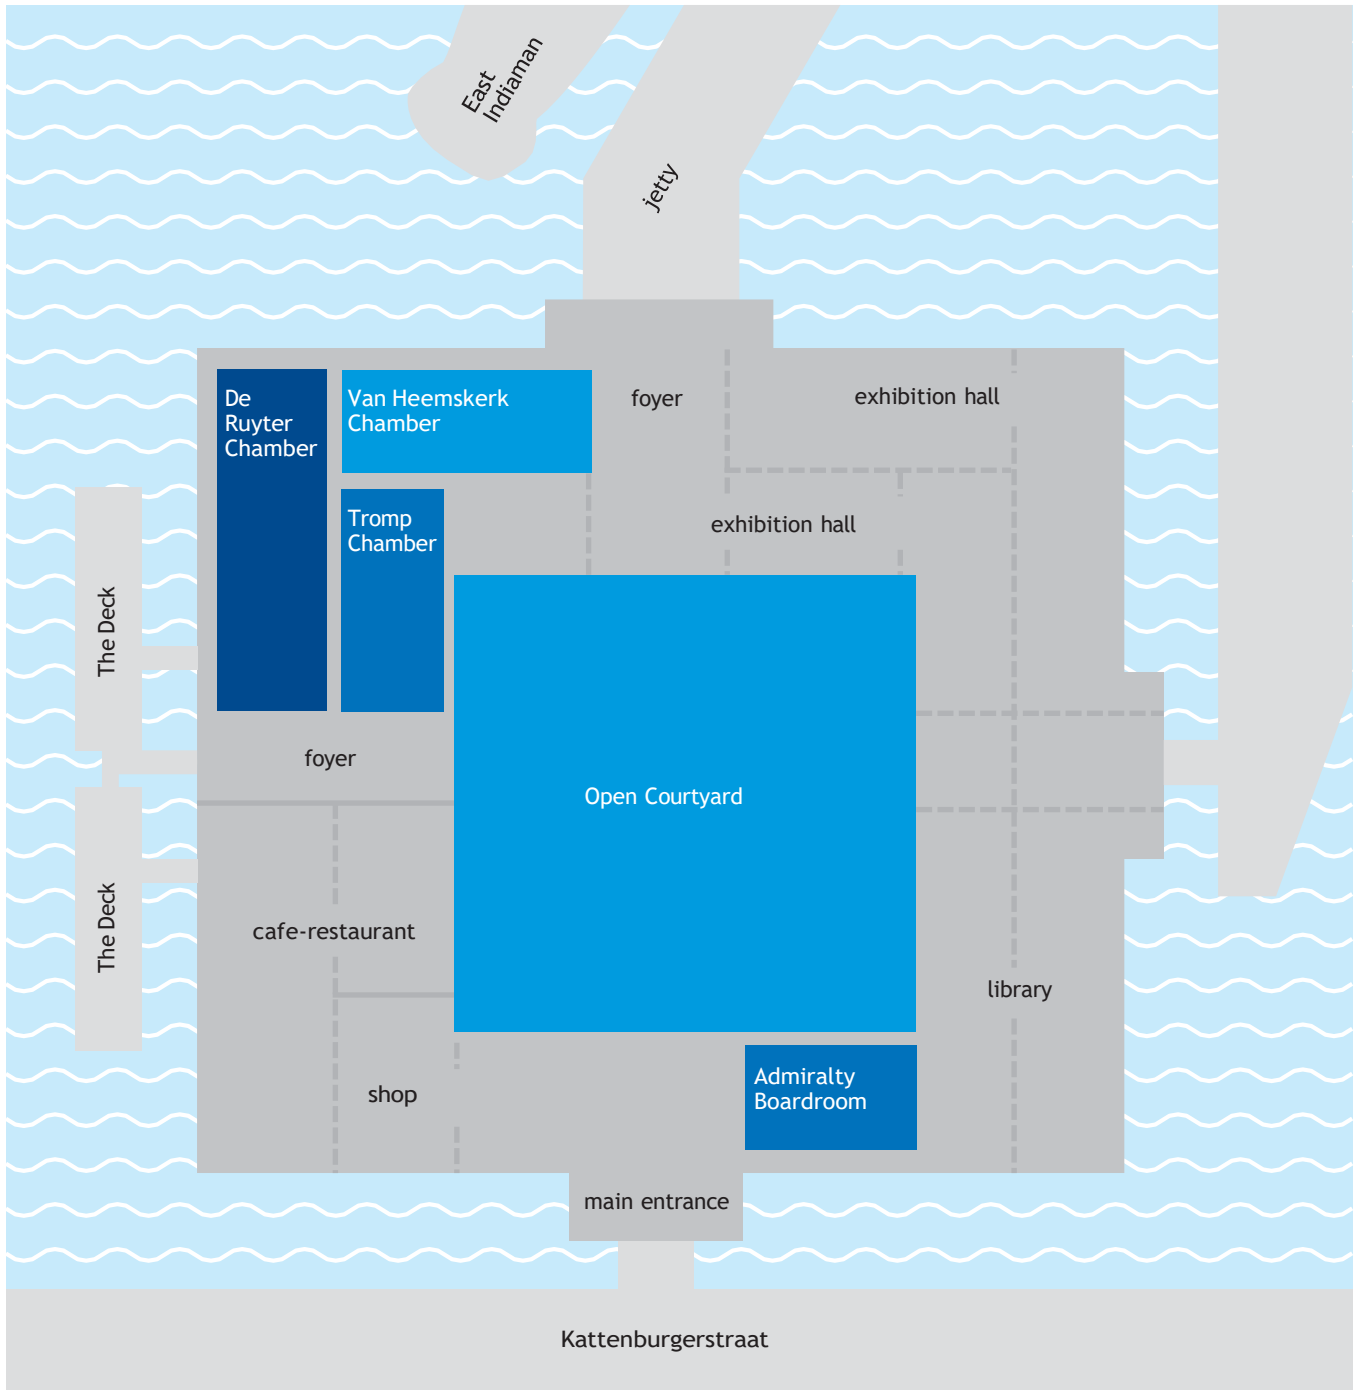 East
Indiaman
jetty
De
Ruyter
Chamber
Van Heemskerk
Chamber
foyer
exhibition hall
Tromp
Chamber
exhibition hall
The Deck
foyer
Open Courtyard
The Deck
cafe-restaurant
library
shop
Admiralty
Boardroom
main entrance
Kattenburgerstraat